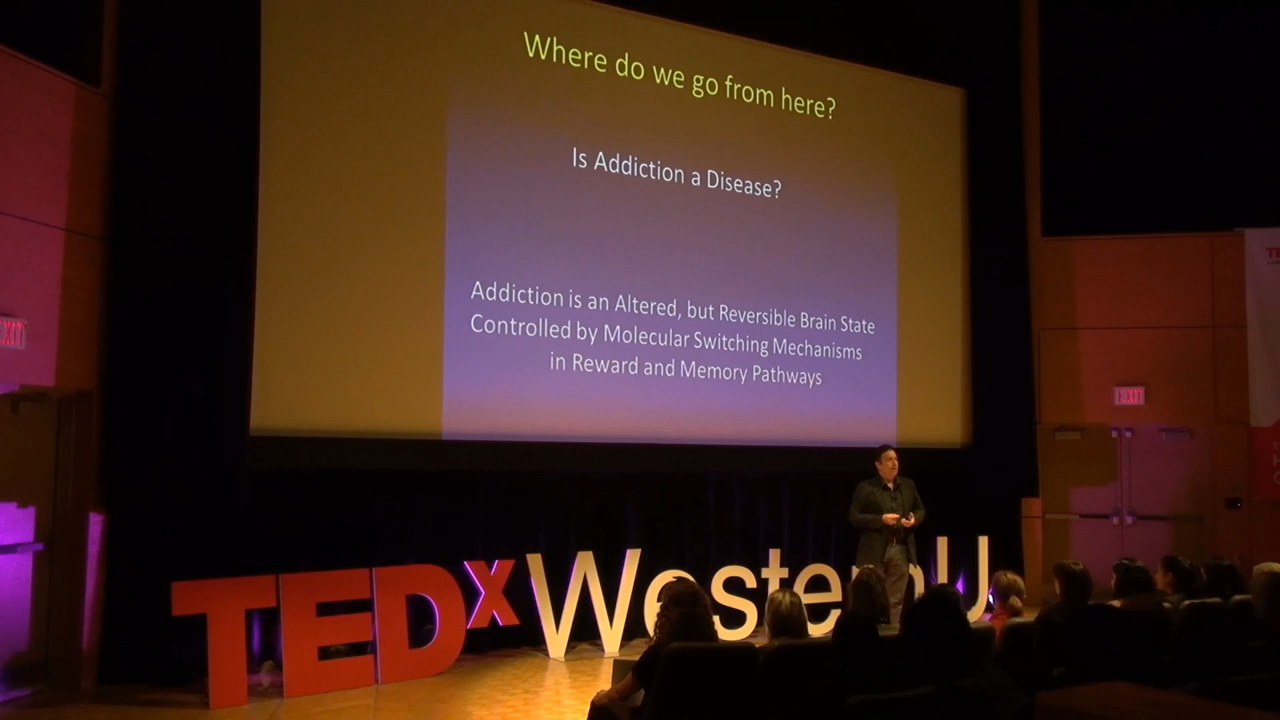 Where do we go from here?
Is Addiction a Disease?
Addiction is an Altered, but Reversible Brain State
Controlled by Molecular Switching Mechanisms
in Reward and Memory Pathways
EXIT
EXIT
TEDxWesternU